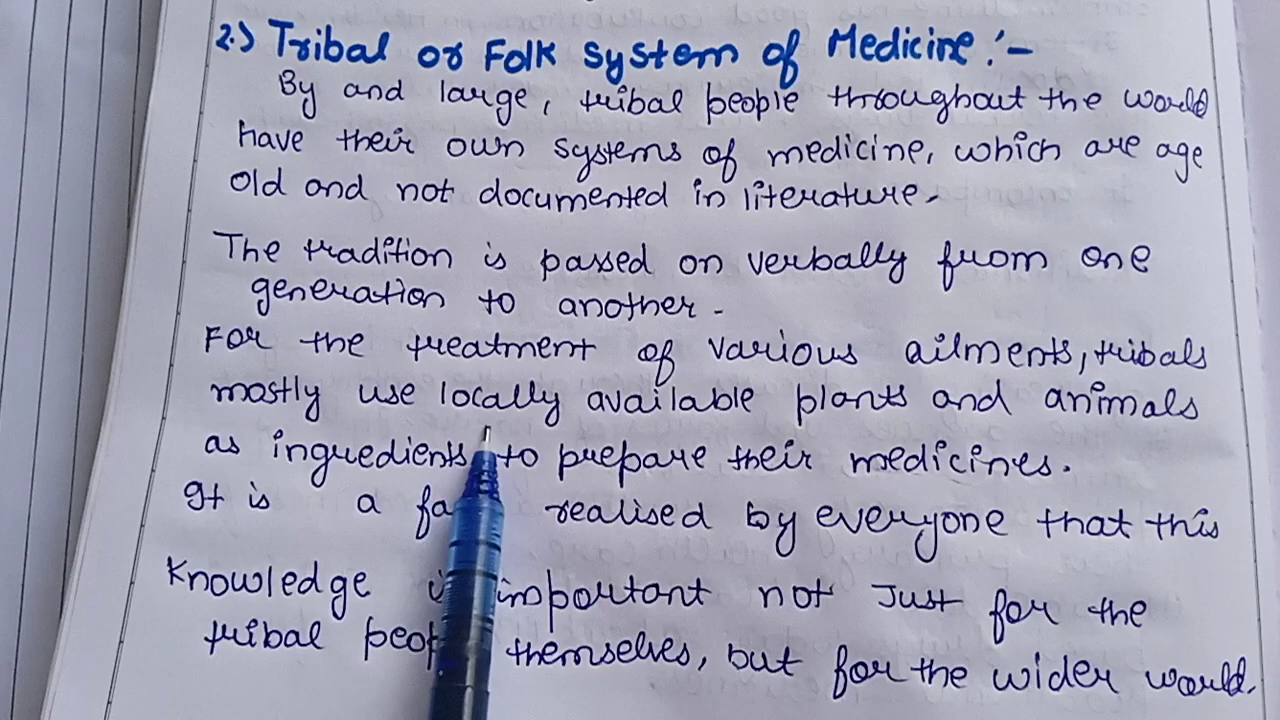 2.) Tribal or Folk System of Medicine :-
By and large, tribal people throughout the world
have their own systems of medicine, which are age
old and not documented in literature.
The tradition is passed on verbally from one
generation to another.
For the treatment of various ailments, tribals
mostly use locally available plants and animals
as ingredients to prepare their medicines.
It is a fa realised by everyone that this
Knowledge important not Just for the
tribal peop themselves, but for the wider world.